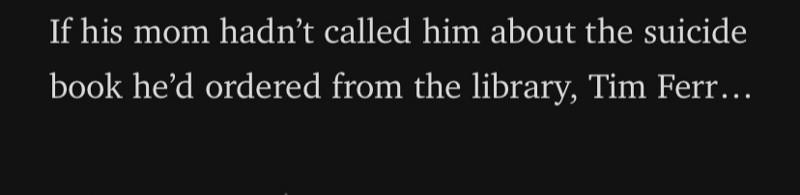 If his mom hadn’t called him about the suicide
book he’d ordered from the library, Tim Ferr…